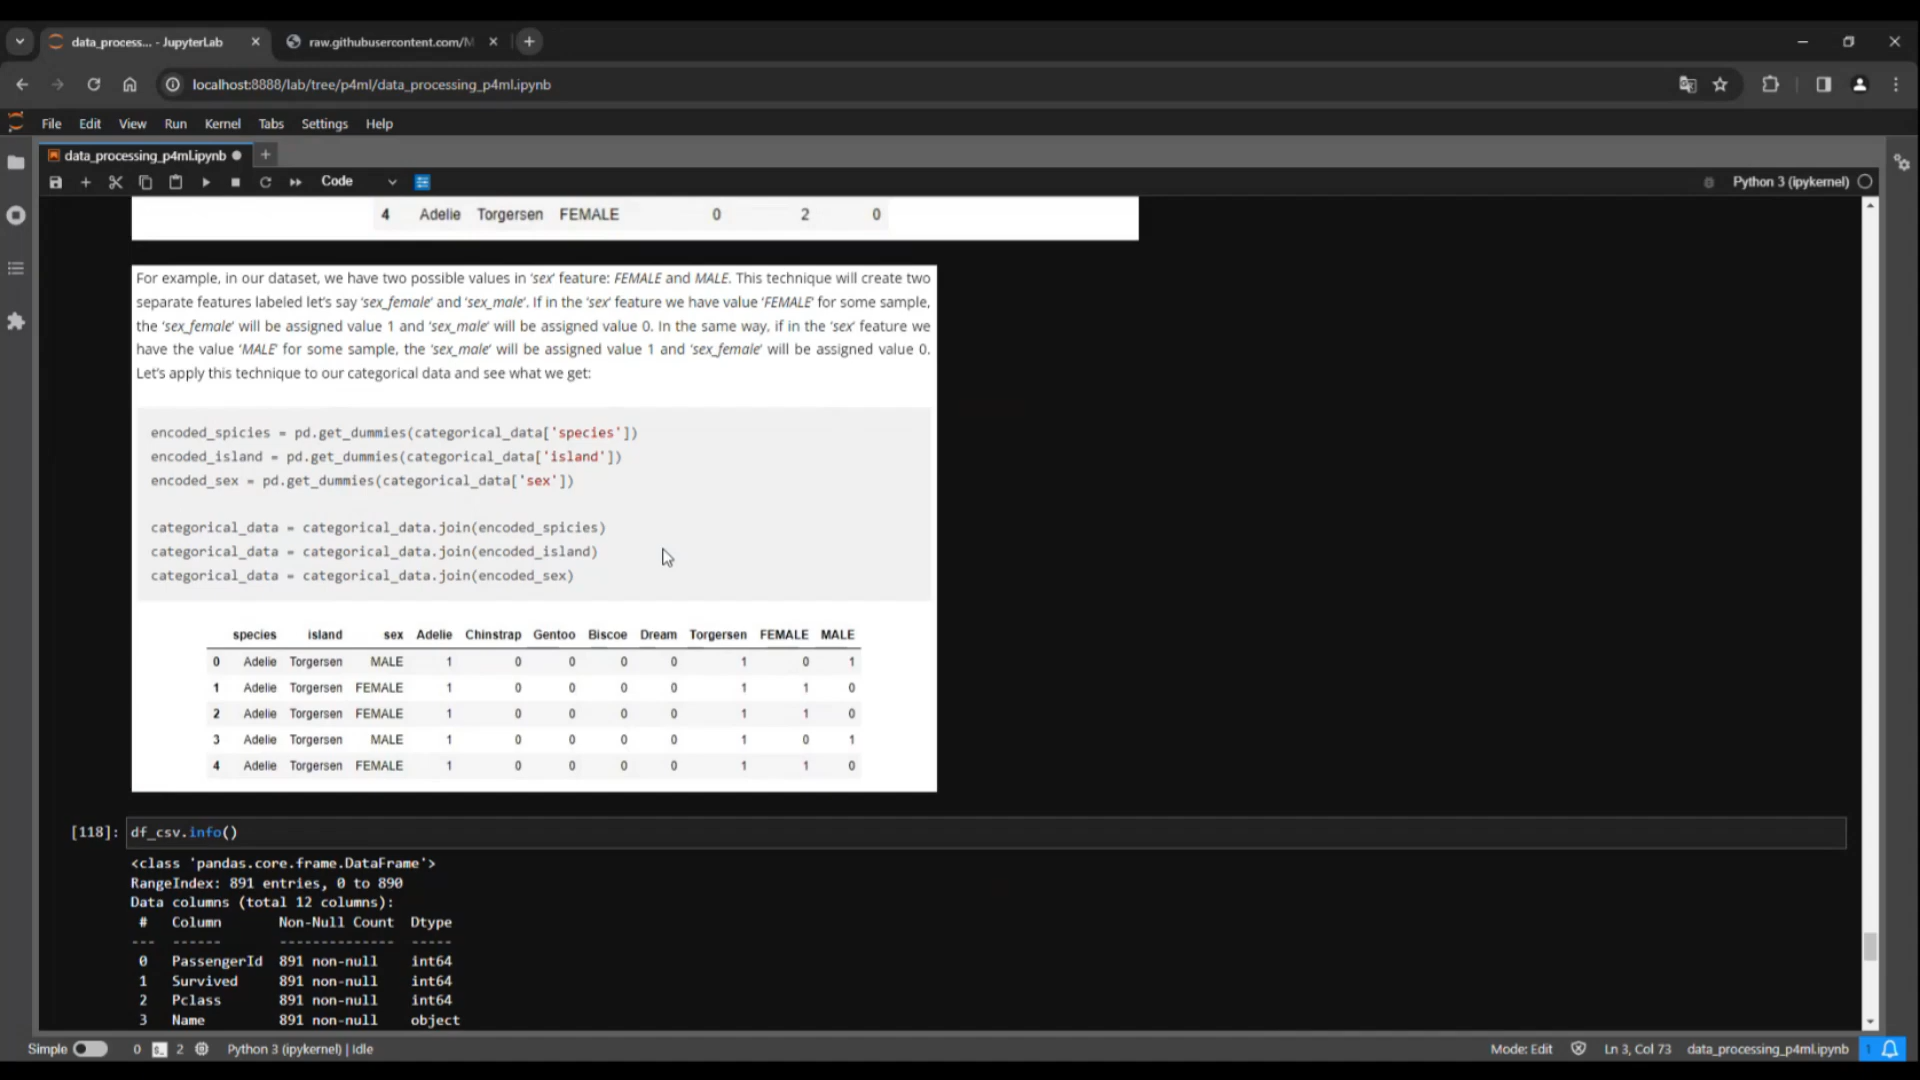 data_process... - JupyterLab
raw.githubusercontent.com/M
localhost:8888/lab/tree/p4ml/data_processing_p4ml.ipynb
File Edit View Run Kernel Tabs Settings Help
data_processing_p4ml.ipynb
Code
Python 3 (ipykernel)
4 Adelie Torgersen FEMALE 0 2 0
For example, in our dataset, we have two possible values in ‘sex’ feature: FEMALE and MALE. This technique will create two
separate features labeled let’s say ‘sex_female’ and ‘sex_male’. If in the ‘sex’ feature we have value ‘FEMALE’ for some sample,
the ‘sex_female’ will be assigned value 1 and ‘sex_male’ will be assigned value 0. In the same way, if in the ‘sex’ feature we
have the value ‘MALE’ for some sample, the ‘sex_male’ will be assigned value 1 and ‘sex_female’ will be assigned value 0.
Let’s apply this technique to our categorical data and see what we get:
encoded_spicies = pd.get_dummies(categorical_data['species'])
encoded_island = pd.get_dummies(categorical_data['island'])
encoded_sex = pd.get_dummies(categorical_data['sex'])
categorical_data = categorical_data.join(encoded_spicies)
categorical_data = categorical_data.join(encoded_island)
categorical_data = categorical_data.join(encoded_sex)
species island sex Adelie Chinstrap Gentoo Biscoe Dream Torgersen FEMALE MALE
0 Adelie Torgersen MALE 1 0 0 0 0 1 0 1
1 Adelie Torgersen FEMALE 1 0 0 0 0 1 1 0
2 Adelie Torgersen FEMALE 1 0 0 0 0 1 1 0
3 Adelie Torgersen MALE 1 0 0 0 0 1 0 1
4 Adelie Torgersen FEMALE 1 0 0 0 0 1 1 0
[118]: df_csv.info()
<class 'pandas.core.frame.DataFrame'>
RangeIndex: 891 entries, 0 to 890
Data columns (total 12 columns):
# Column Non-Null Count Dtype
--- ------ -------------- -----
0 PassengerId 891 non-null int64
1 Survived 891 non-null int64
2 Pclass 891 non-null int64
3 Name 891 non-null object
Simple 0 2 Python 3 (ipykernel) | Idle Mode: Edit Ln 3, Col 73 data_processing_p4ml.ipynb 1